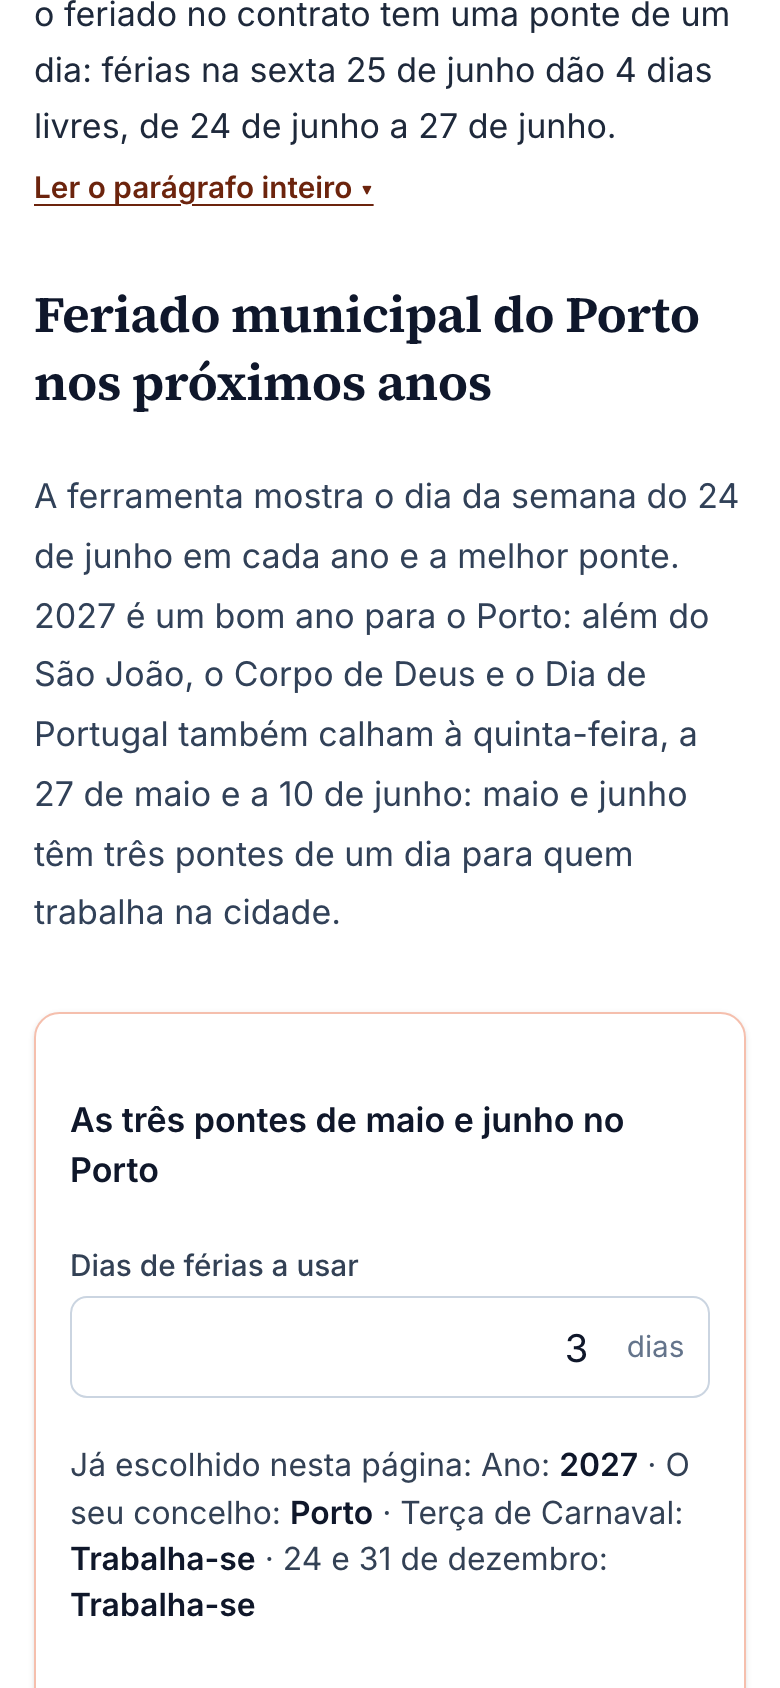 o feriado no contrato tem uma ponte de um
dia: férias na sexta 25 de junho dão 4 dias
livres, de 24 de junho a 27 de junho.
Ler o parágrafo inteiro ▾
Feriado municipal do Porto
nos próximos anos
A ferramenta mostra o dia da semana do 24
de junho em cada ano e a melhor ponte.
2027 é um bom ano para o Porto: além do
São João, o Corpo de Deus e o Dia de
Portugal também calham à quinta-feira, a
27 de maio e a 10 de junho: maio e junho
têm três pontes de um dia para quem
trabalha na cidade.
As três pontes de maio e junho no
Porto
Dias de férias a usar
3 dias
Já escolhido nesta página: Ano: 2027 · O
seu concelho: Porto · Terça de Carnaval:
Trabalha-se · 24 e 31 de dezembro:
Trabalha-se